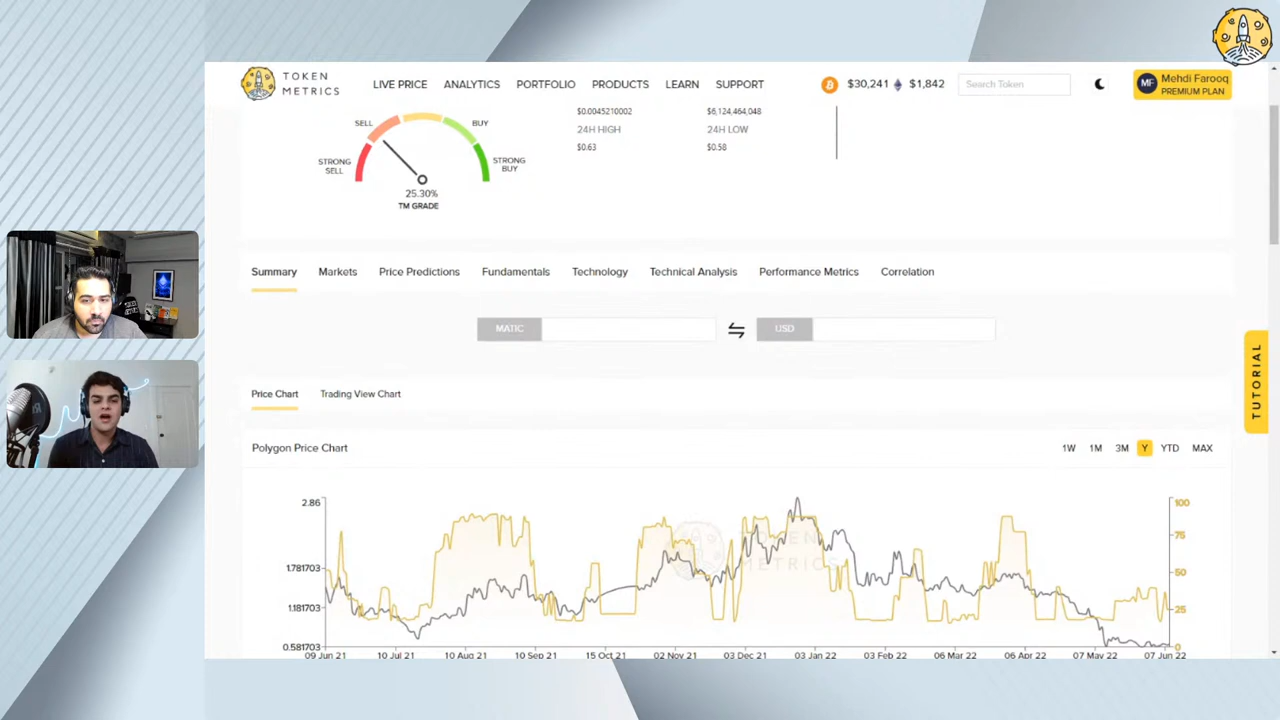 TOKEN
METRICS
LIVE PRICE
ANALYTICS
PORTFOLIO
PRODUCTS
LEARN
SUPPORT
$30,241
$1,842
Search Token
MF
Mehdi Farooq
PREMIUM PLAN
SELL
BUY
STRONG
SELL
STRONG
BUY
25.30%
TM GRADE
$0.0045210002
$6,124,464,048
24H HIGH
24H LOW
$0.63
$0.58
Summary
Markets
Price Predictions
Fundamentals
Technology
Technical Analysis
Performance Metrics
Correlation
MATIC
USD
TUTORIAL
Price Chart
Trading View Chart
Polygon Price Chart
1W
1M
3M
Y
YTD
MAX
2.86
1.781703
1.181703
0.581703
100
75
50
25
0
TOKEN
METRICS
09 Jun 21
10 Jul 21
10 Aug 21
10 Sep 21
15 Oct 21
02 Nov 21
03 Dec 21
03 Jan 22
03 Feb 22
06 Mar 22
06 Apr 22
07 May 22
07 Jun 22